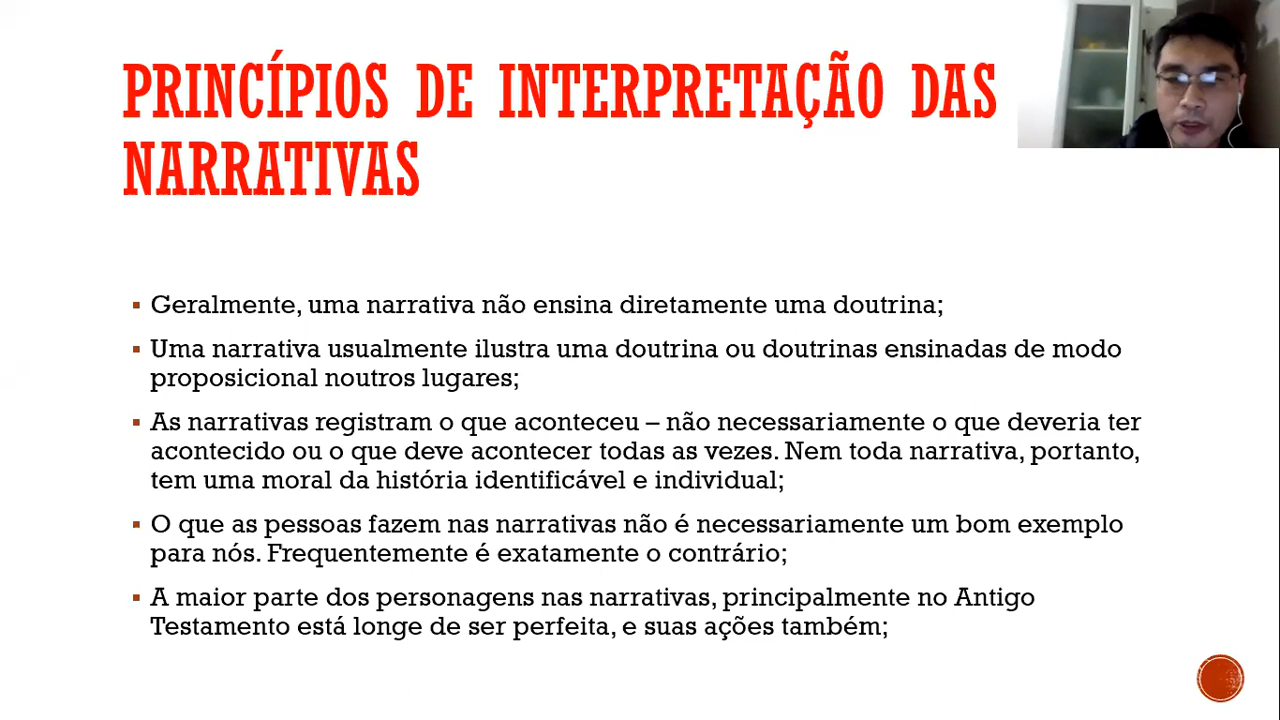 PRINCÍPIOS DE INTERPRETAÇÃO DAS
NARRATIVAS
Geralmente, uma narrativa não ensina diretamente uma doutrina;
Uma narrativa usualmente ilustra uma doutrina ou doutrinas ensinadas de modo
proposicional noutros lugares;
As narrativas registram o que aconteceu – não necessariamente o que deveria ter
acontecido ou o que deve acontecer todas as vezes. Nem toda narrativa, portanto,
tem uma moral da história identificável e individual;
O que as pessoas fazem nas narrativas não é necessariamente um bom exemplo
para nós. Frequentemente é exatamente o contrário;
A maior parte dos personagens nas narrativas, principalmente no Antigo
Testamento está longe de ser perfeita, e suas ações também;